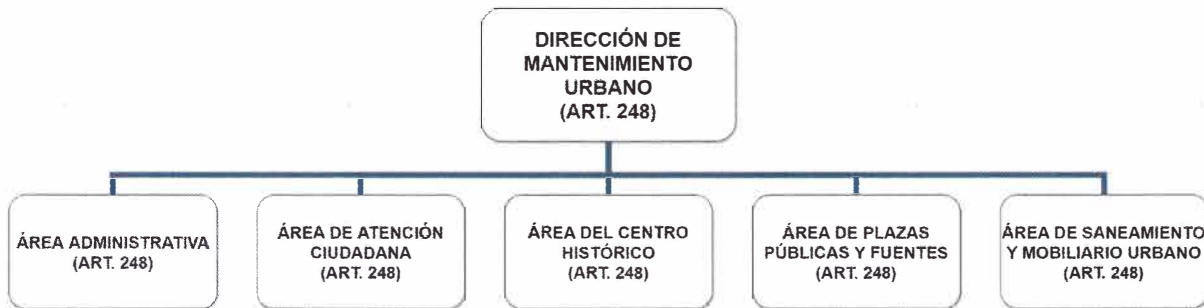 DIRECCIÓN DE
MANTENIMIENTO
URBANO
(ART. 248)
ÁREA ADMINISTRATIVA
(ART. 248)
ÁREA DE ATENCIÓN
CIUDADANA
(ART. 248)
ÁREA DEL CENTRO
HISTÓRICO
(ART. 248)
ÁREA DE PLAZAS
PÚBLICAS Y FUENTES
(ART. 248)
ÁREA DE SANEAMIENTO
Y MOBILIARIO URBANO
(ART. 248)